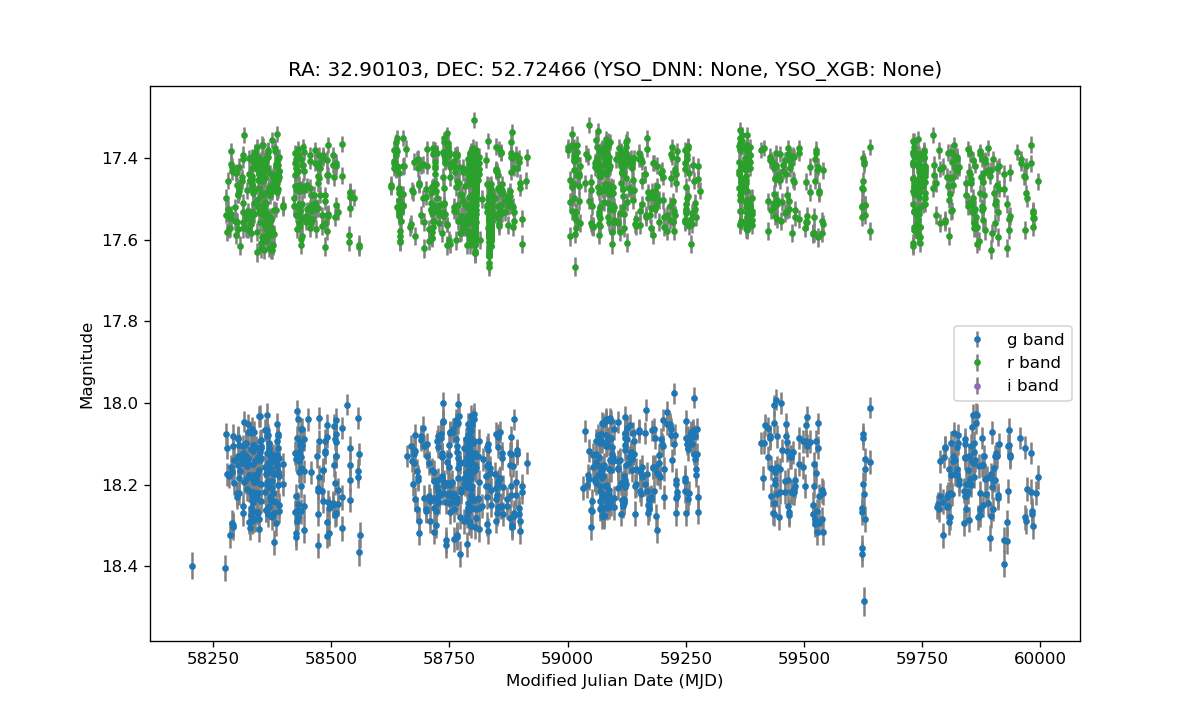 RA: 32.90103, DEC: 52.72466 (YSO_DNN: None, YSO_XGB: None)
17.4
17.6
17.8
18.0
18.2
18.4
Magnitude
g band
r band
i band
58250 58500 58750 59000 59250 59500 59750 60000
Modified Julian Date (MJD)